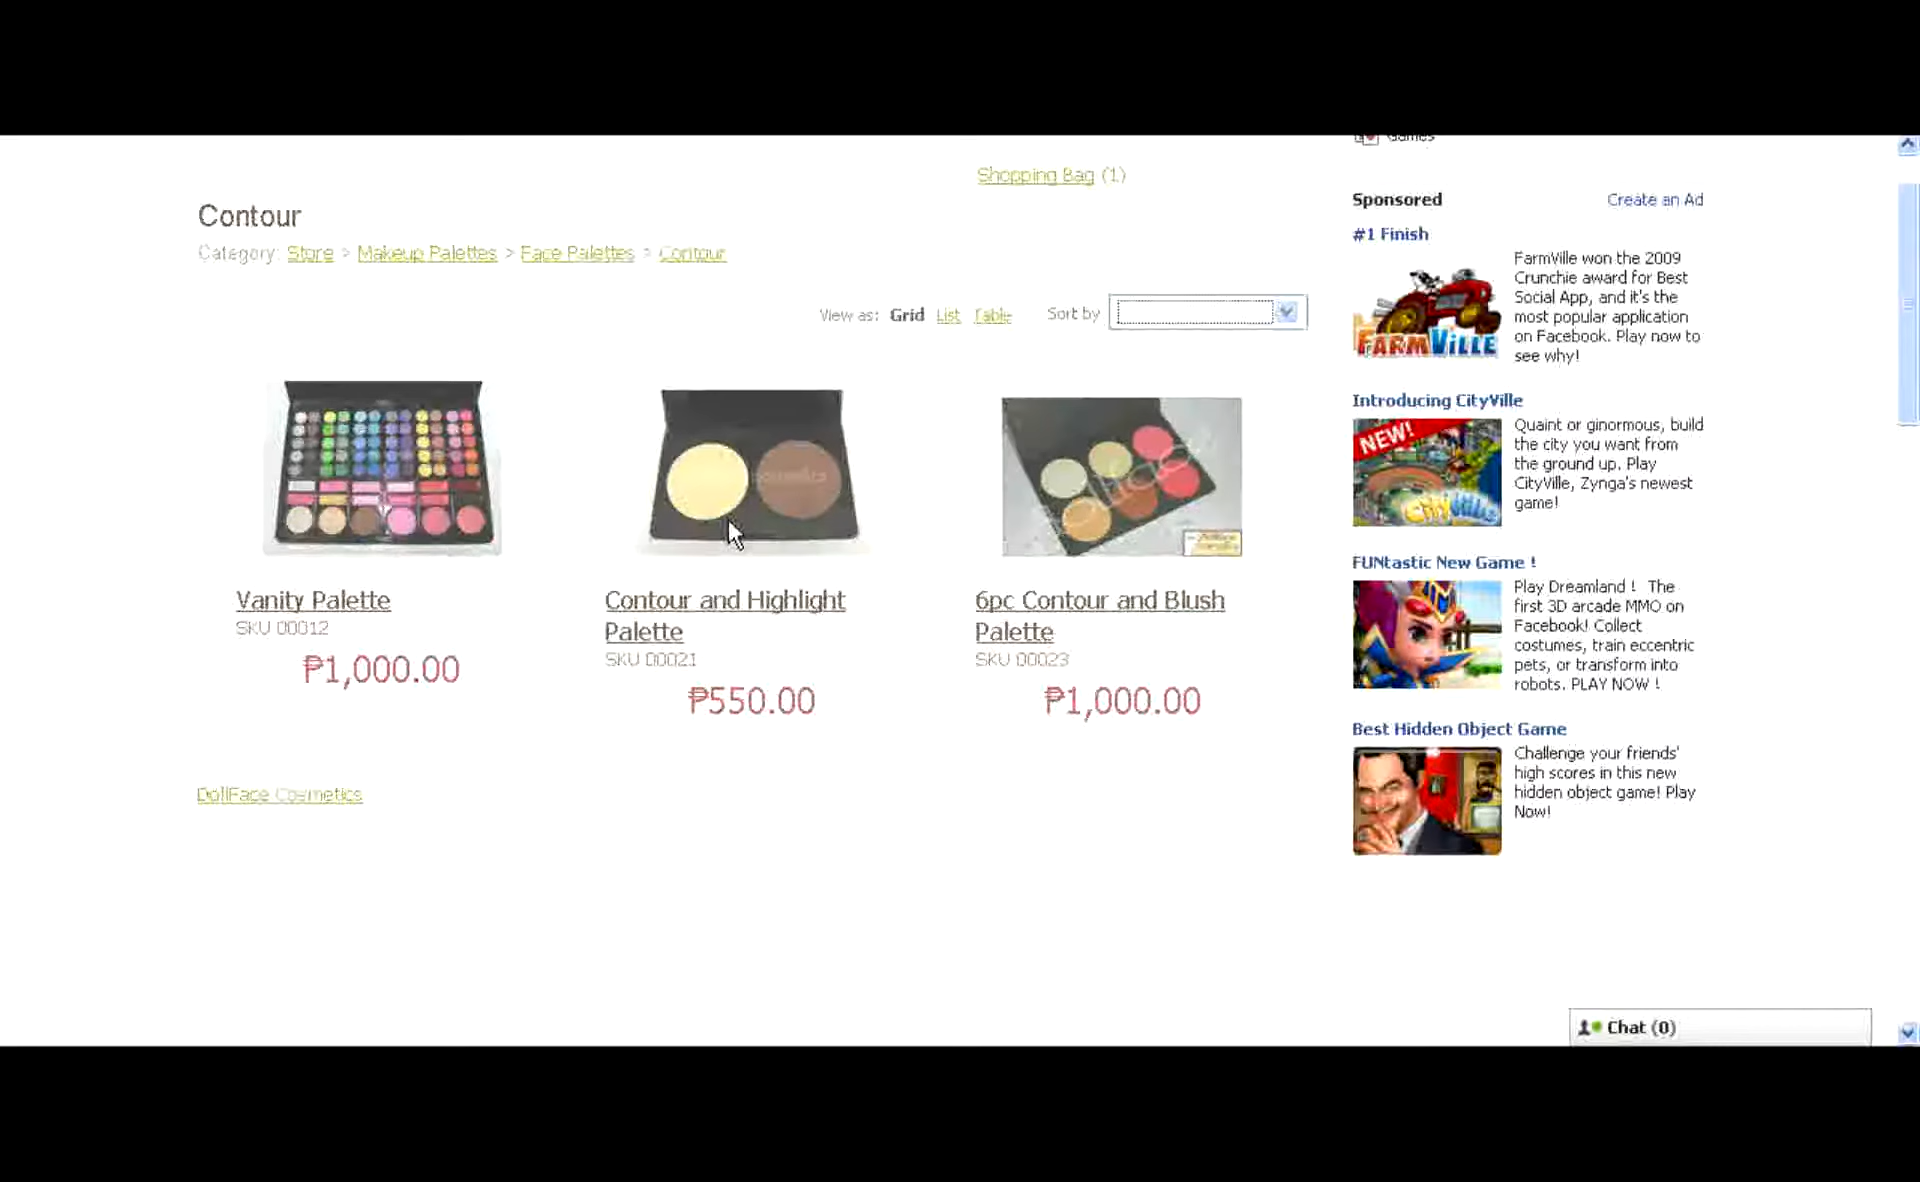 Games
Shopping Bag (1)
Contour
Category: Store > Makeup Palettes > Face Palettes > Contour
View as: Grid List Table Sort by
Vanity Palette
SKU 00012
₱1,000.00
Contour and Highlight
Palette
SKU 00021
₱550.00
6pc Contour and Blush
Palette
SKU 00023
₱1,000.00
DollFace Cosmetics
Sponsored Create an Ad
#1 Finish
FARMVILLE
FarmVille won the 2009
Crunchie award for Best
Social App, and it's the
most popular application
on Facebook. Play now to
see why!
Introducing CityVille
NEW!
CityVille
Quaint or ginormous, build
the city you want from
the ground up. Play
CityVille, Zynga's newest
game!
FUNtastic New Game !
Play Dreamland ! The
first 3D arcade MMO on
Facebook! Collect
costumes, train eccentric
pets, or transform into
robots. PLAY NOW !
Best Hidden Object Game
Challenge your friends'
high scores in this new
hidden object game! Play
Now!
Chat (0)